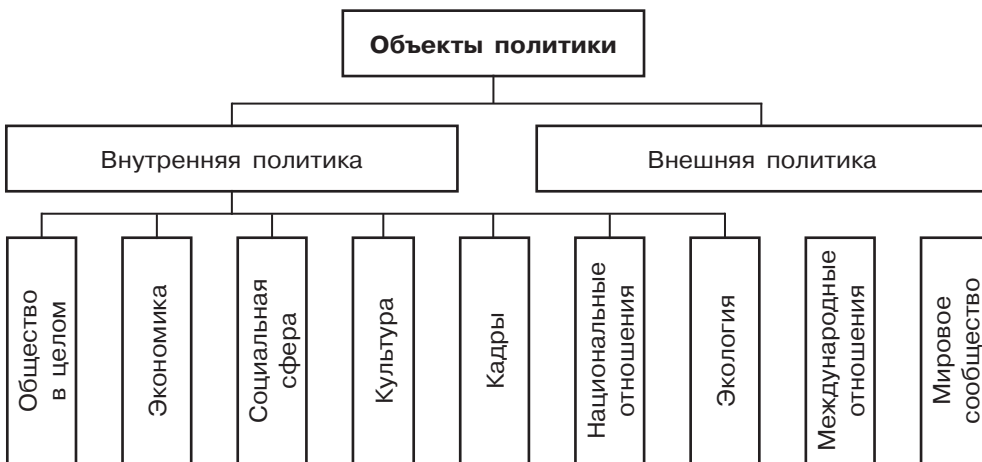 Объекты политики
Внутренняя политика
Внешняя политика
Общество
в целом
Экономика
Социальная
сфера
Культура
Кадры
Национальные
отношения
Экология
Международные
отношения
Мировое
сообщество